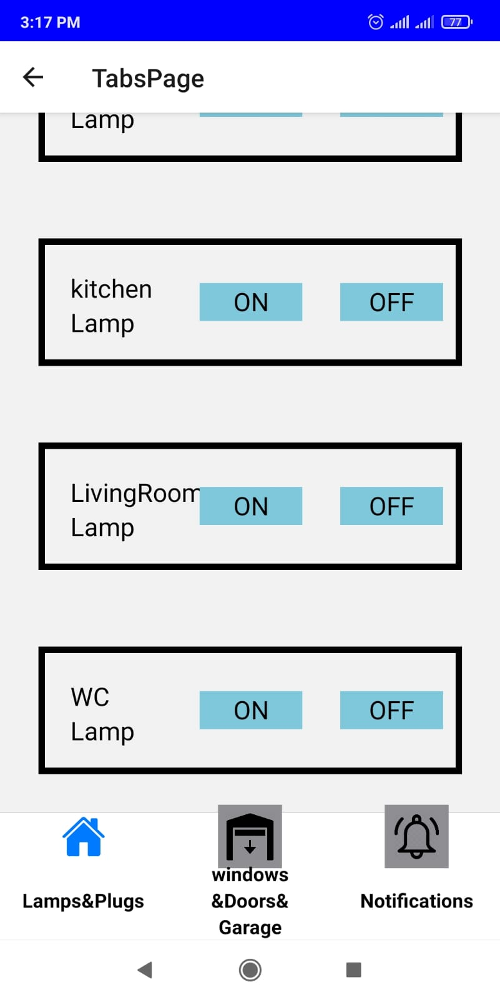 3:17 PM
77
TabsPage
Lamp
kitchen
Lamp
ON
OFF
LivingRoom
Lamp
ON
OFF
WC
Lamp
ON
OFF
Lamps&Plugs
windows
&Doors&
Garage
Notifications